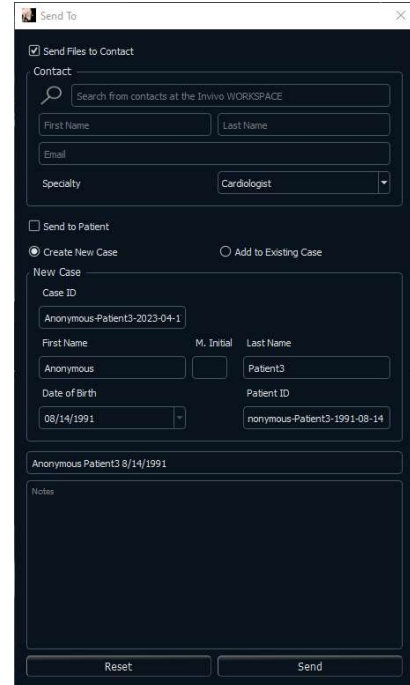 Send To
Send Files to Contact
Contact
Search from contacts at the Invivo WORKSPACE
First Name Last Name
Email
Specialty Cardiologist
Send to Patient
Create New Case Add to Existing Case
New Case
Case ID
Anonymous-Patient3-2023-04-1
First Name M. Initial Last Name
Anonymous Patient3
Date of Birth Patient ID
08/14/1991 nonymous-Patient3-1991-08-14
Anonymous Patient3 8/14/1991
Notes
Reset Send